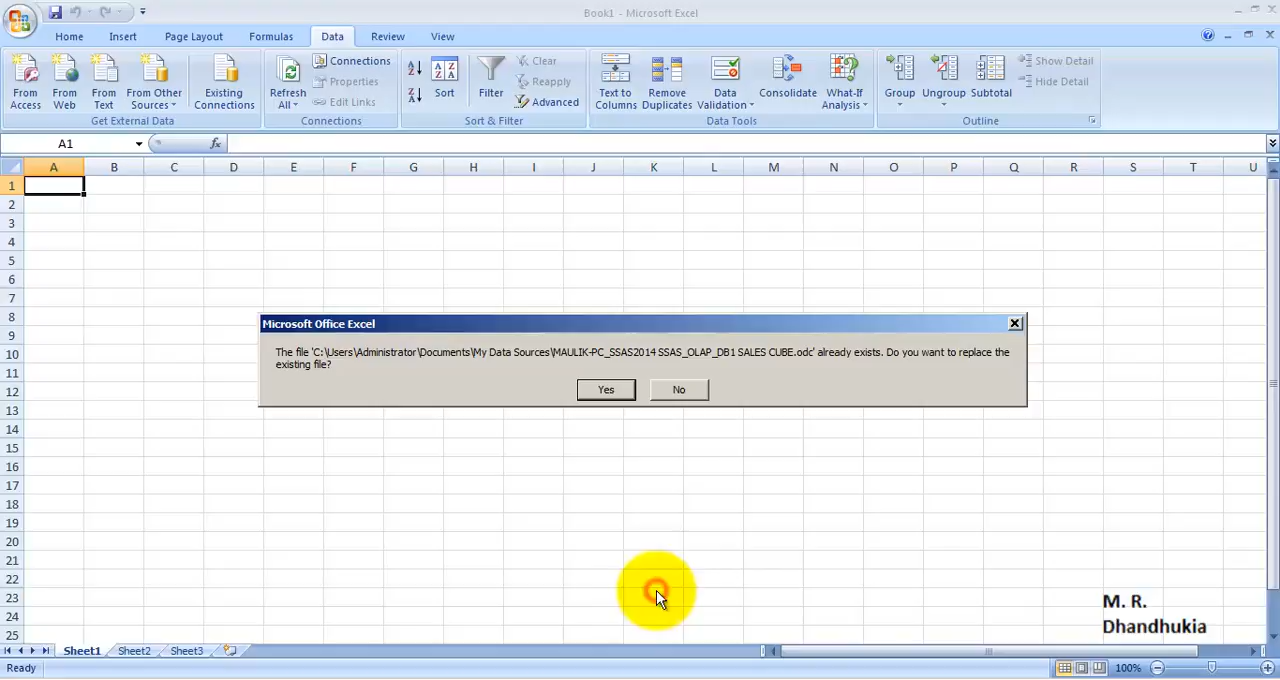 Book1 - Microsoft Excel
Home Insert Page Layout Formulas Data Review View
From Access
From Web
From Text
From Other Sources
Existing Connections
Get External Data
Refresh All
Connections
Properties
Edit Links
Connections
Sort
Filter
Clear
Reapply
Advanced
Sort & Filter
Text to Columns
Remove Duplicates
Data Validation
Consolidate
What-If Analysis
Data Tools
Group
Ungroup
Subtotal
Show Detail
Hide Detail
Outline
A1 fx
A B C D E F G H I J K L M N O P Q R S T U
1
2
3
4
5
6
7
8
9
10
11
12
13
14
15
16
17
18
19
20
21
22
23
24
25
Microsoft Office Excel
The file 'C:\Users\Administrator\Documents\My Data Sources\MAULIK-PC_SSAS2014 SSAS_OLAP_DB1 SALES CUBE.odc' already exists. Do you want to replace the
existing file?
Yes No
M. R.
Dhandhukia
Sheet1 Sheet2 Sheet3
Ready 100%